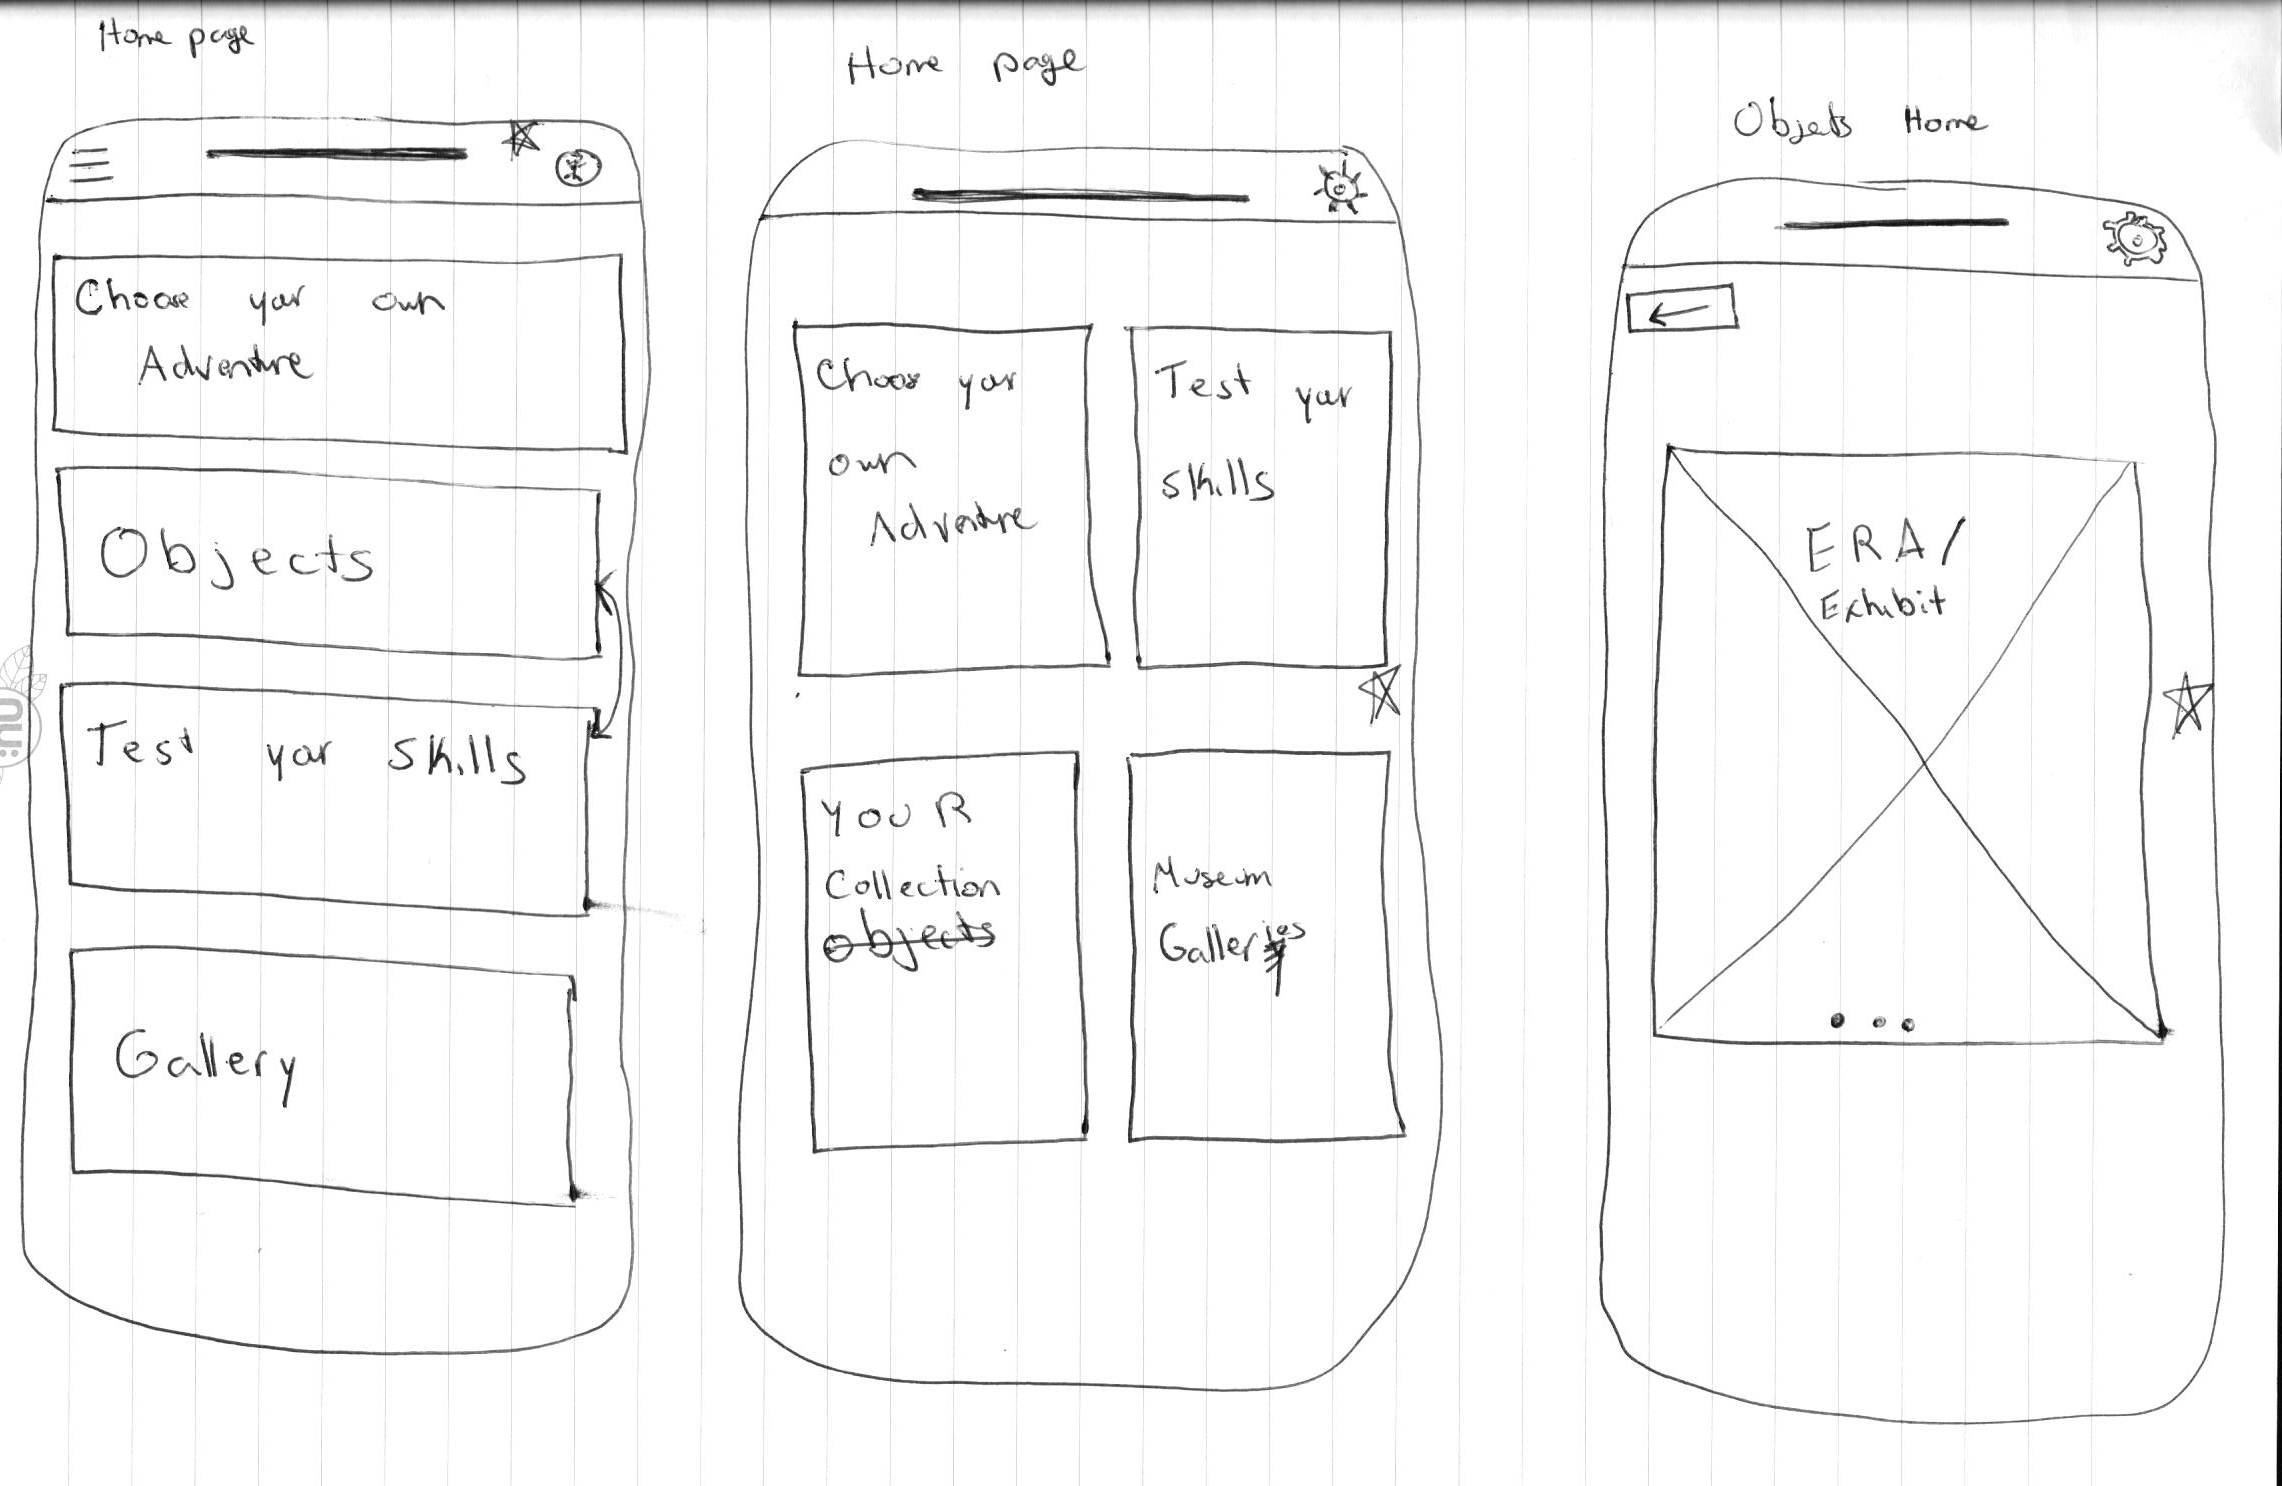 Home page
Choose your own
Adventure
Objects
Test your skills
Gallery
Home page
Choose your
own
Adventure
Test your
skills
YOUR
Collection
Objects
Museum
Galleries
Objects Home
ERA/
Exhibit